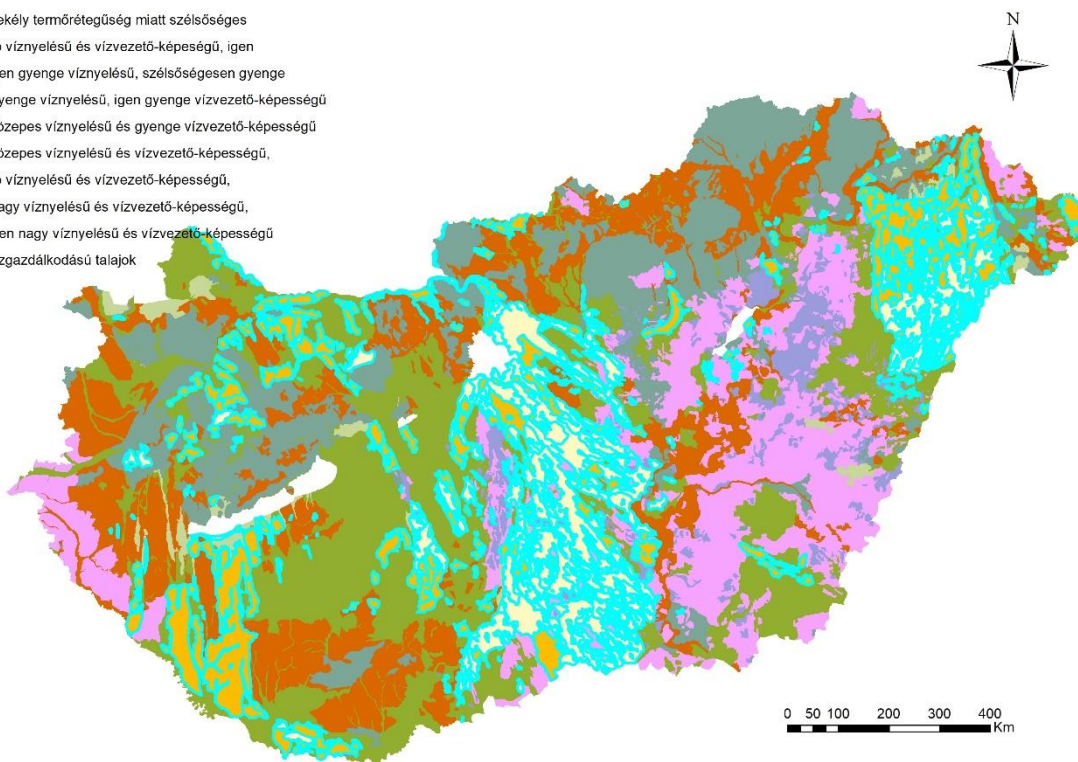 ekély termőrétegűség miatt szélsőséges
víznyelésű és vízvezető-képeségű, igen
en gyenge víznyelésű, szélsőségesen gyenge
yenge víznyelésű, igen gyenge vízvezető-képességű
özepes víznyelésű és gyenge vízvezető-képességű
özepes víznyelésű és vízvezető-képességű,
víznyelésű és vízvezető-képességű,
agy víznyelésű és vízvezető-képességű,
en nagy víznyelésű és vízvezető-képességű
zgazdálkodású talajok
N
0 50 100 200 300 400
Km